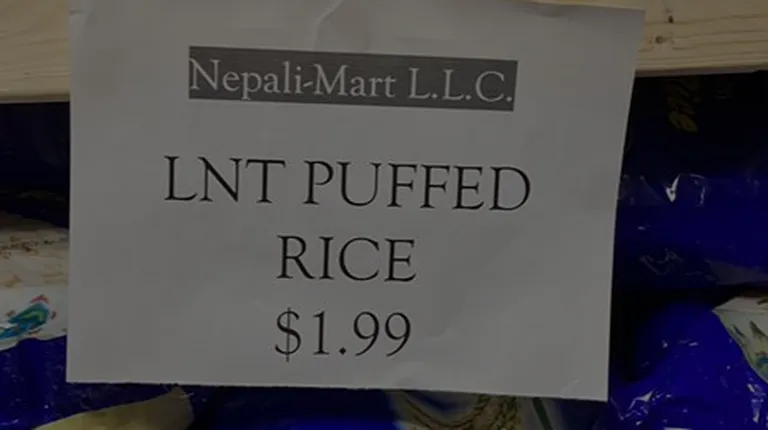 Nepali-Mart L.L.C.
LNT PUFFED
RICE
$1.99